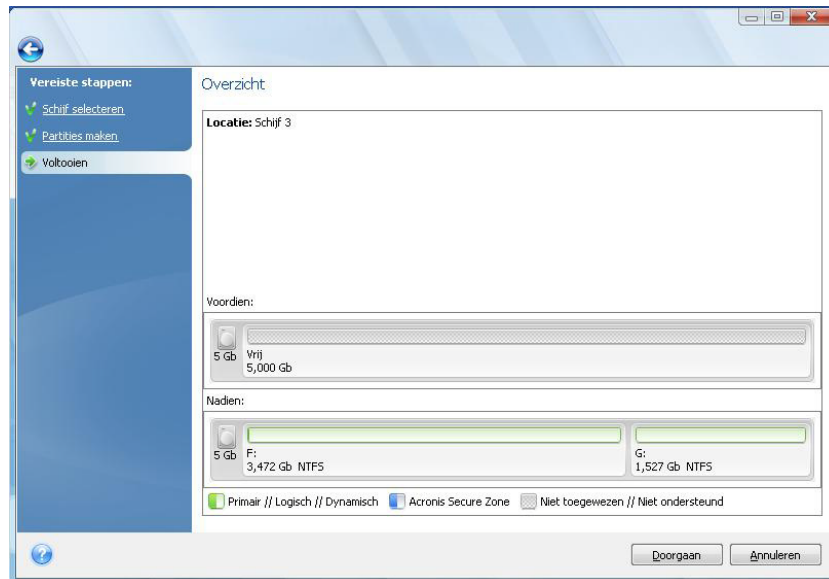 Vereiste stappen:
Schijf selecteren
Partities maken
Voltooien
Overzicht
Locatie: Schijf 3
Voordien:
5 Gb
Vrij
5,000 Gb
Nadien:
5 Gb
F:
3,472 Gb NTFS
G:
1,527 Gb NTFS
Primair // Logisch // Dynamisch
Acronis Secure Zone
Niet toegewezen // Niet ondersteund
Doorgaan
Annuleren